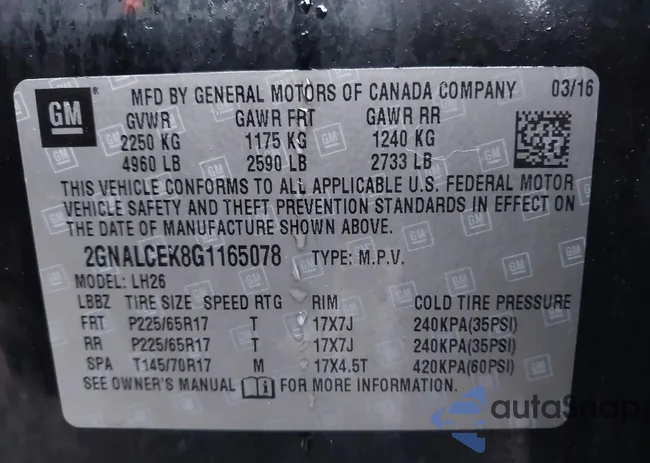 GM
MFD BY GENERAL MOTORS OF CANADA COMPANY 03/16
GVWR GAWR FRT GAWR RR
2250 KG 1175 KG 1240 KG
4960 LB 2590 LB 2733 LB
THIS VEHICLE CONFORMS TO ALL APPLICABLE U.S. FEDERAL MOTOR
VEHICLE SAFETY AND THEFT PREVENTION STANDARDS IN EFFECT ON
THE DATE OF MANUFACTURE SHOWN ABOVE.
2GNALCEK8G1165078 TYPE: M.P.V.
MODEL: LH26
LBBZ TIRE SIZE SPEED RTG RIM COLD TIRE PRESSURE
FRT P225/65R17 T 17X7J 240KPA(35PSI)
RR P225/65R17 T 17X7J 240KPA(35PSI)
SPA T145/70R17 M 17X4.5T 420KPA(60PSI)
SEE OWNER'S MANUAL FOR MORE INFORMATION.
autoSnap